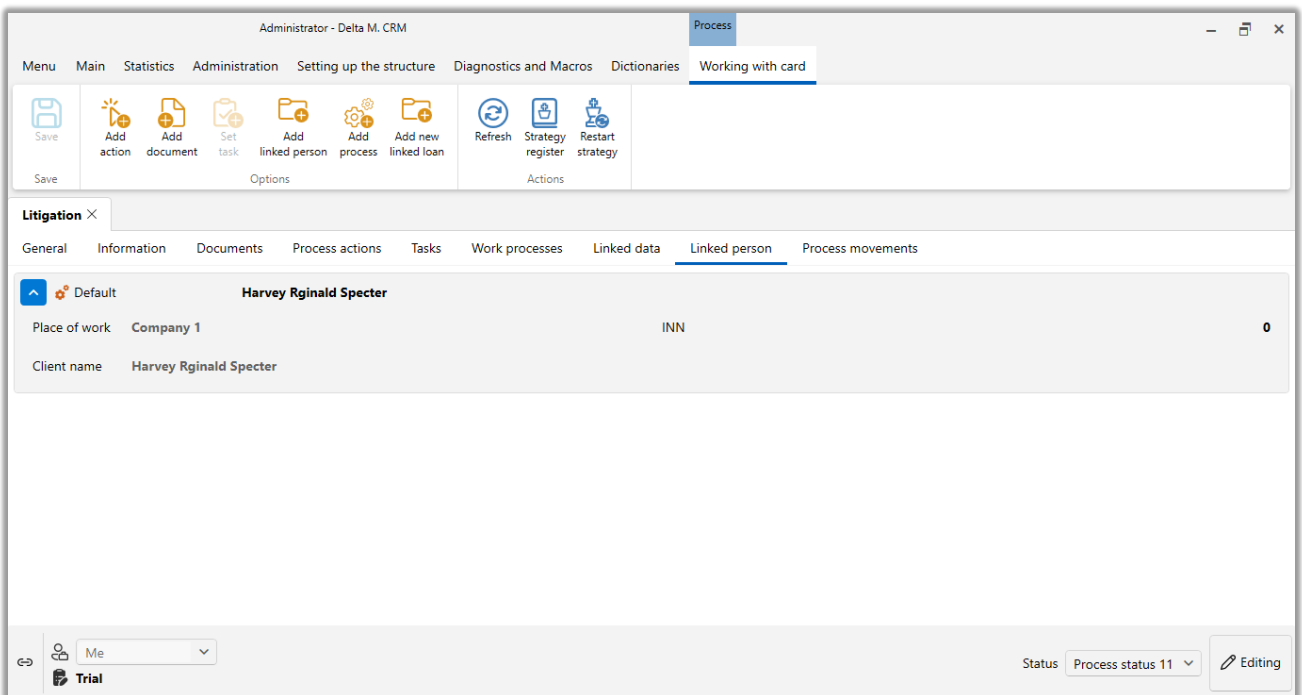 Administrator - Delta M. CRM
Process
Menu Main Statistics Administration Setting up the structure Diagnostics and Macros Dictionaries Working with card
Save
Add action
Add document
Set task
Add linked person
Add process
Add new linked loan
Refresh
Strategy register
Restart strategy
Save Options Actions
Litigation
General Information Documents Process actions Tasks Work processes Linked data Linked person Process movements
Default Harvey Rginald Specter
Place of work Company 1 INN 0
Client name Harvey Rginald Specter
Me
Trial
Status Process status 11 Editing